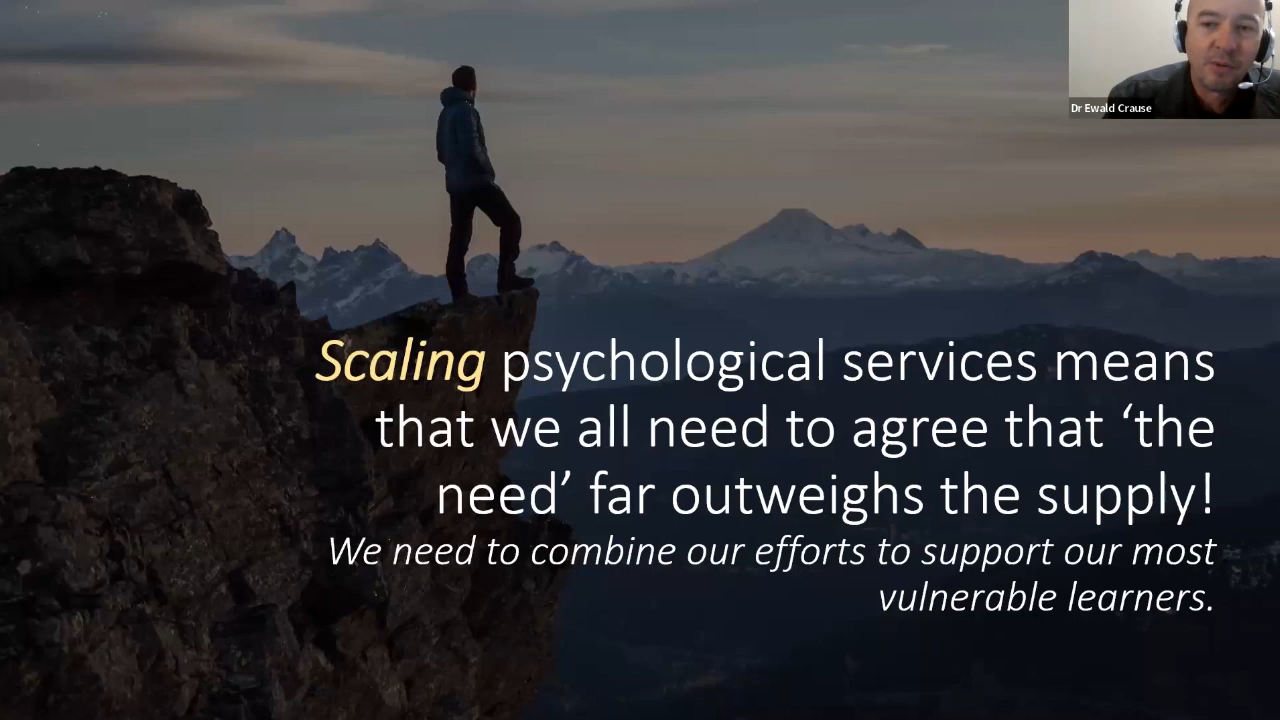 Dr Ewald Crause
Scaling psychological services means
that we all need to agree that ‘the
need’ far outweighs the supply!
We need to combine our efforts to support our most
vulnerable learners.